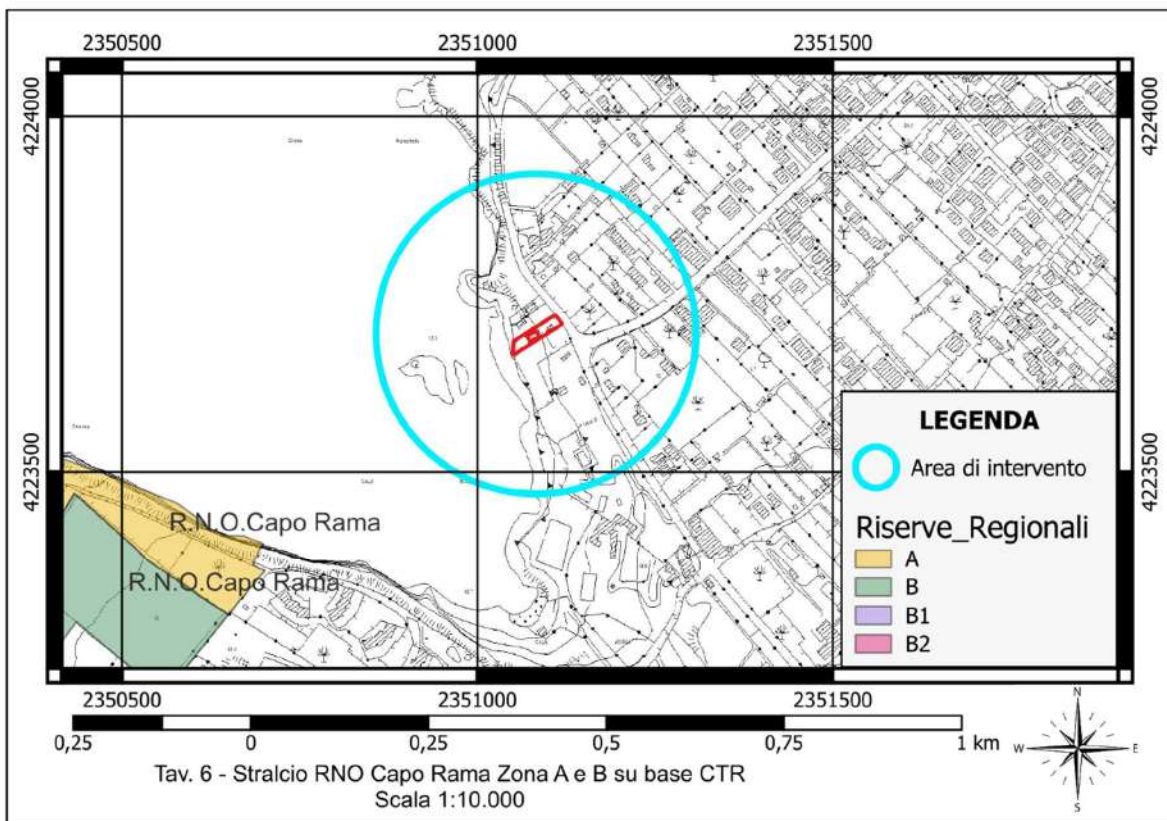 2350500 2351000 2351500
4224000 4224000
4223500 4223500
LEGENDA
Area di intervento
Riserve_Regionali
A
B
B1
B2
R.N.O.Capo Rama
R.N.O.Capo Rama
2350500 2351000 2351500
0,25 0 0,25 0,5 0,75 1 km
N
W E
S
Tav. 6 - Stralcio RNO Capo Rama Zona A e B su base CTR
Scala 1:10.000